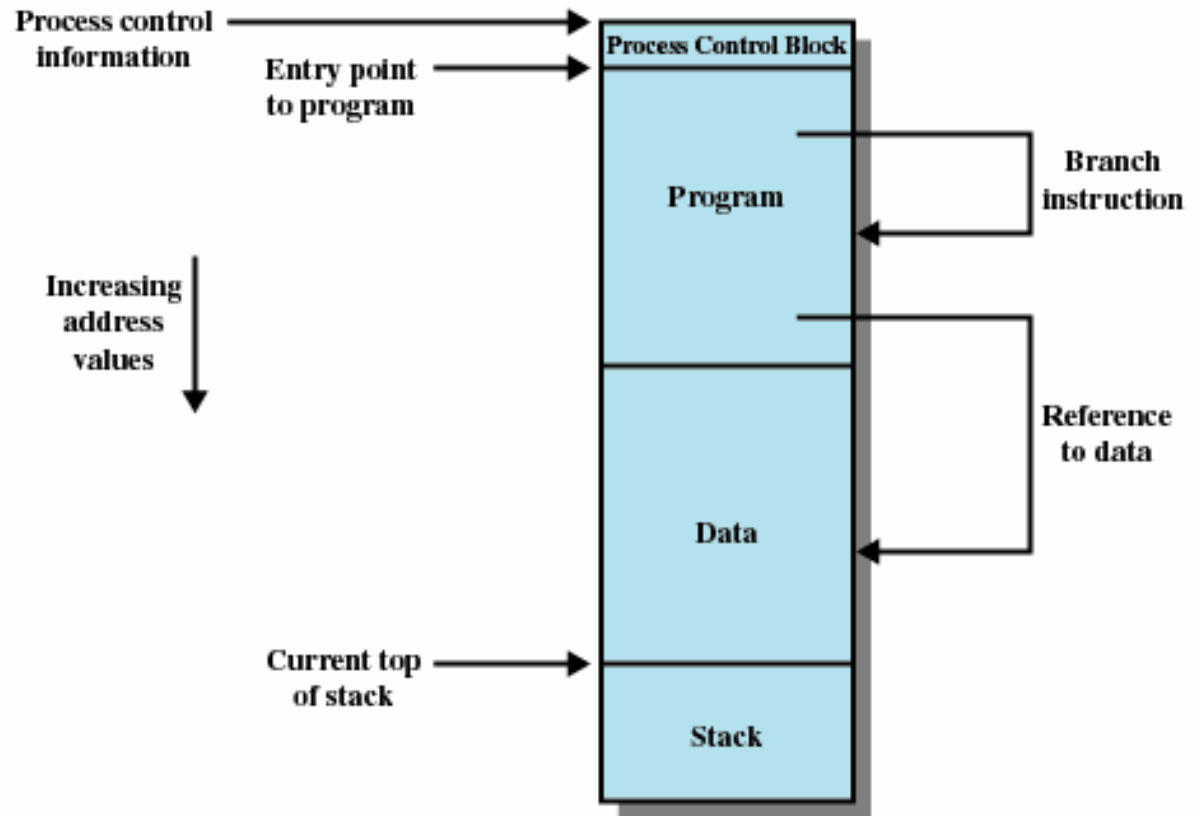 Process control
information
Process Control Block
Entry point
to program
Branch
instruction
Program
Increasing
address
values
Reference
to data
Data
Current top
of stack
Stack